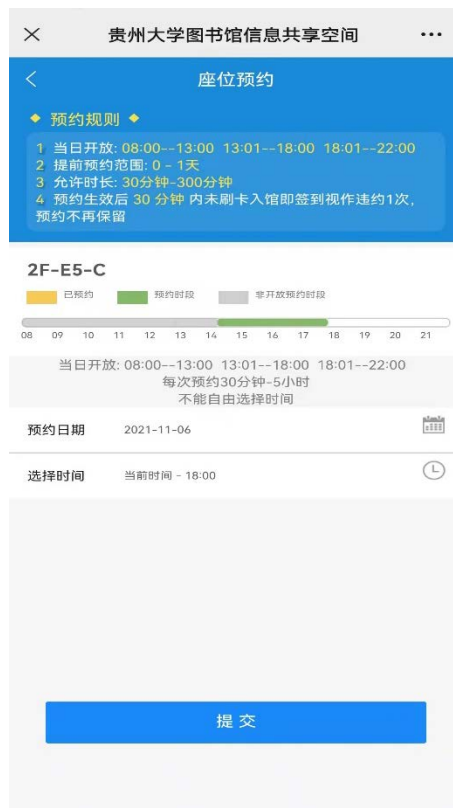 贵州大学图书馆信息共享空间
座位预约
预约规则
1 当日开放: 08:00--13:00 13:01--18:00 18:01--22:00
2 提前预约范围: 0 - 1天
3 允许时长: 30分钟-300分钟
4 预约生效后 30 分钟 内未刷卡入馆即签到视作违约1次,
预约不再保留
2F-E5-C
已预约 预约时段 非开放预约时段
08 09 10 11 12 13 14 15 16 17 18 19 20 21
当日开放: 08:00--13:00 13:01--18:00 18:01--22:00
每次预约30分钟-5小时
不能自由选择时间
预约日期 2021-11-06
选择时间 当前时间 - 18:00
提交